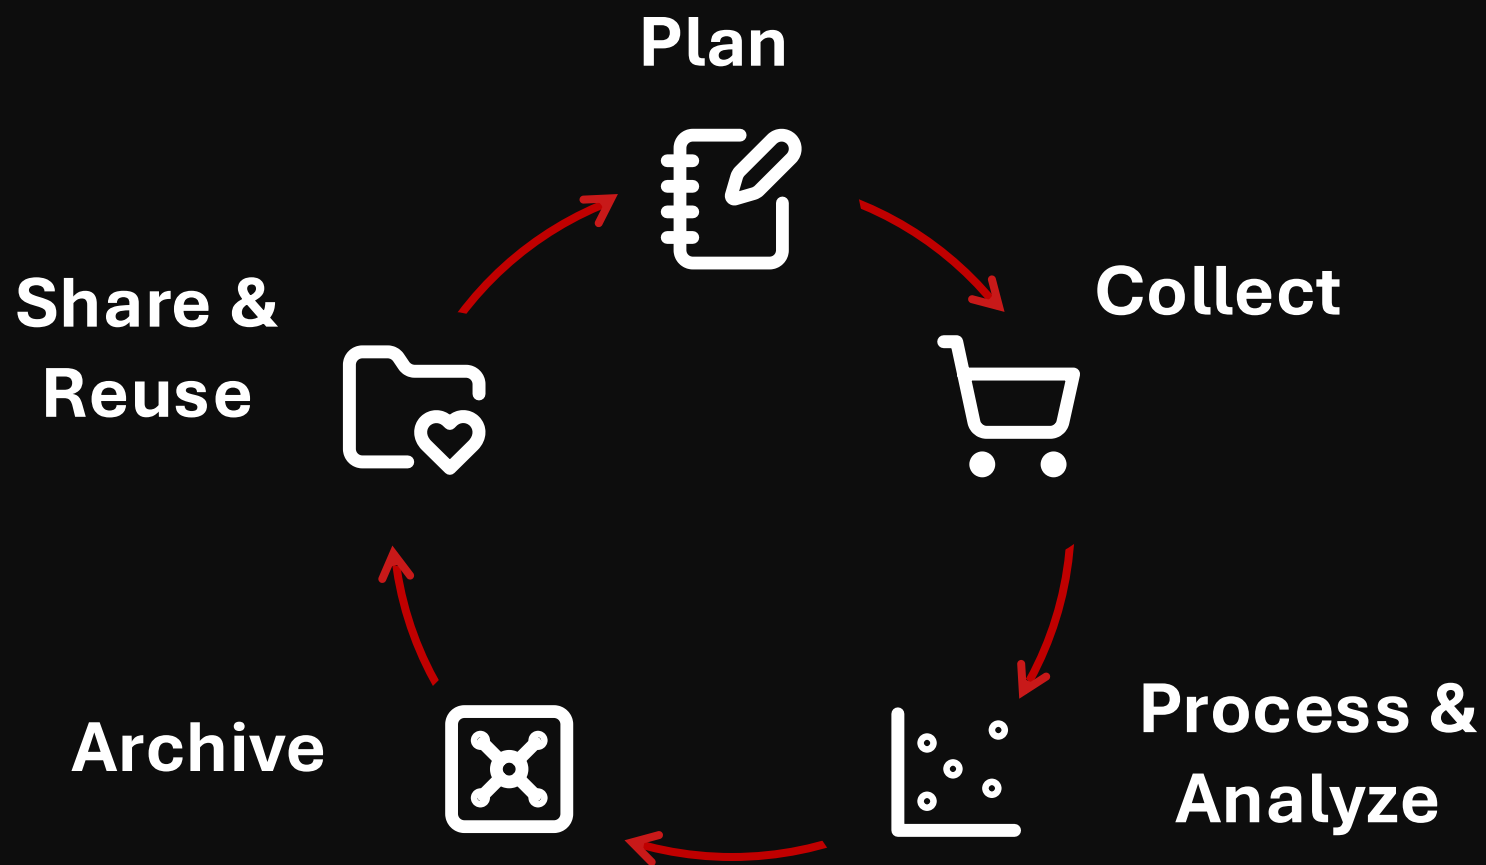 Plan
Collect
Process &
Analyze
Archive
Share &
Reuse